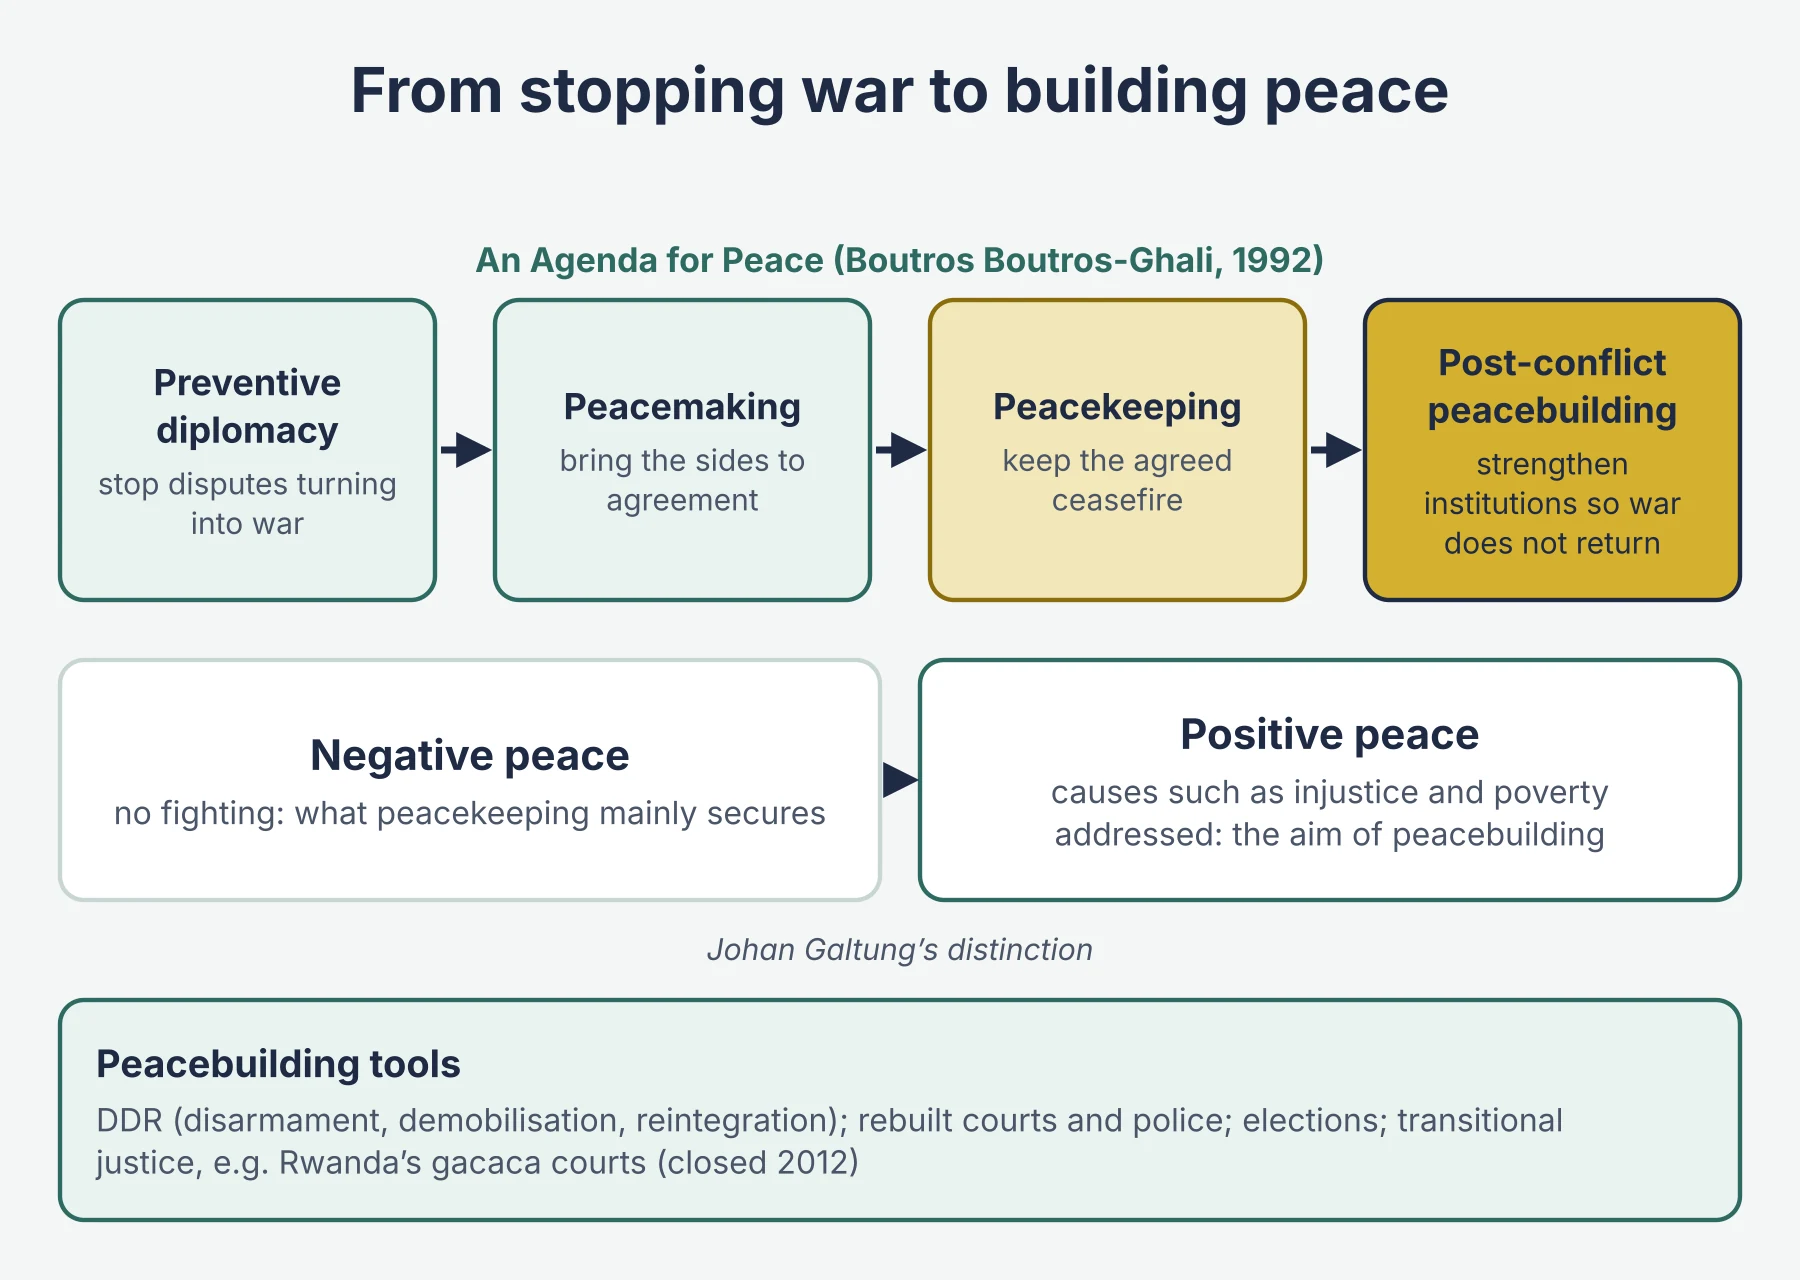 From stopping war to building peace
An Agenda for Peace (Boutros Boutros-Ghali, 1992)
Preventive
diplomacy
stop disputes turning
into war
Peacemaking
bring the sides to
agreement
Peacekeeping
keep the agreed
ceasefire
Post-conflict
peacebuilding
strengthen
institutions so war
does not return
Negative peace
no fighting: what peacekeeping mainly secures
Positive peace
causes such as injustice and poverty
addressed: the aim of peacebuilding
Johan Galtung’s distinction
Peacebuilding tools
DDR (disarmament, demobilisation, reintegration); rebuilt courts and police; elections; transitional
justice, e.g. Rwanda’s gacaca courts (closed 2012)